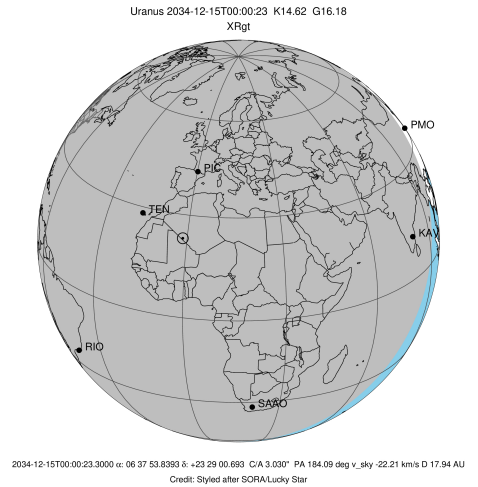 Uranus 2034-12-15T00:00:23 K14.62 G16.18
XRgt
PMO
PIC
TEN
KAV
RIO
SAAO
2034-12-15T00:00:23.3000 α: 06 37 53.8393 δ: +23 29 00.693 C/A 3.030" PA 184.09 deg v_sky -22.21 km/s D 17.94 AU
Credit: Styled after SORA/Lucky Star